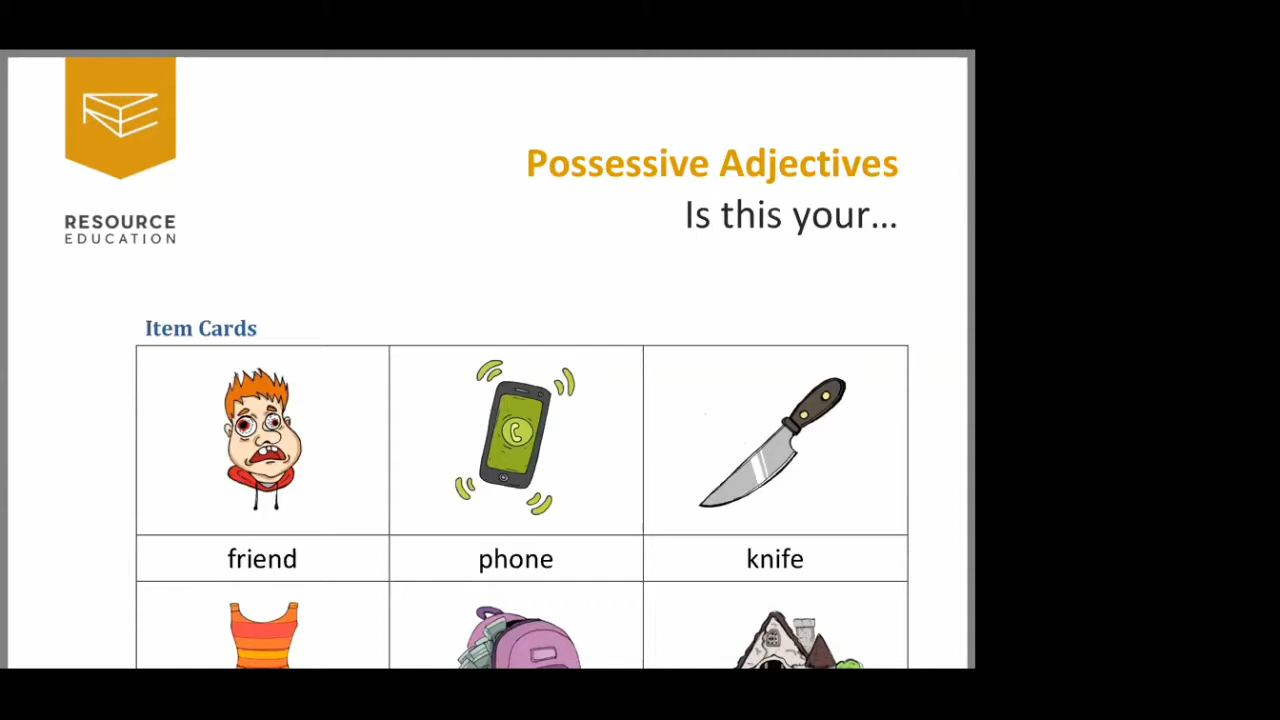 RESOURCE
EDUCATION
Possessive Adjectives
Is this your...
Item Cards
friend
phone
knife